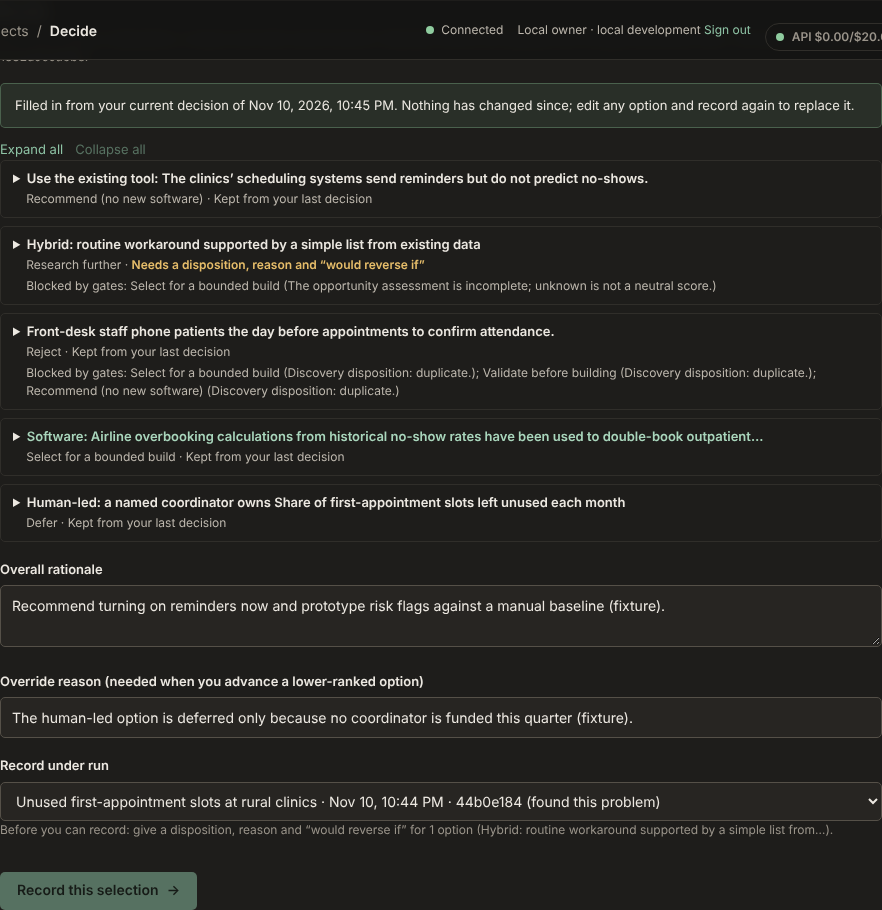 ects / Decide
Connected
Local owner · local development Sign out
API $0.00/$20.
Filled in from your current decision of Nov 10, 2026, 10:45 PM. Nothing has changed since; edit any option and record again to replace it.
Expand all Collapse all
▶ Use the existing tool: The clinics’ scheduling systems send reminders but do not predict no-shows.
Recommend (no new software) · Kept from your last decision
▶ Hybrid: routine workaround supported by a simple list from existing data
Research further · Needs a disposition, reason and “would reverse if”
Blocked by gates: Select for a bounded build (The opportunity assessment is incomplete; unknown is not a neutral score.)
▶ Front-desk staff phone patients the day before appointments to confirm attendance.
Reject · Kept from your last decision
Blocked by gates: Select for a bounded build (Discovery disposition: duplicate.); Validate before building (Discovery disposition: duplicate.);
Recommend (no new software) (Discovery disposition: duplicate.)
▶ Software: Airline overbooking calculations from historical no-show rates have been used to double-book outpatient…
Select for a bounded build · Kept from your last decision
▶ Human-led: a named coordinator owns Share of first-appointment slots left unused each month
Defer · Kept from your last decision
Overall rationale
Recommend turning on reminders now and prototype risk flags against a manual baseline (fixture).
Override reason (needed when you advance a lower-ranked option)
The human-led option is deferred only because no coordinator is funded this quarter (fixture).
Record under run
Unused first-appointment slots at rural clinics · Nov 10, 10:44 PM · 44b0e184 (found this problem)
Before you can record: give a disposition, reason and “would reverse if” for 1 option (Hybrid: routine workaround supported by a simple list from…).
Record this selection →